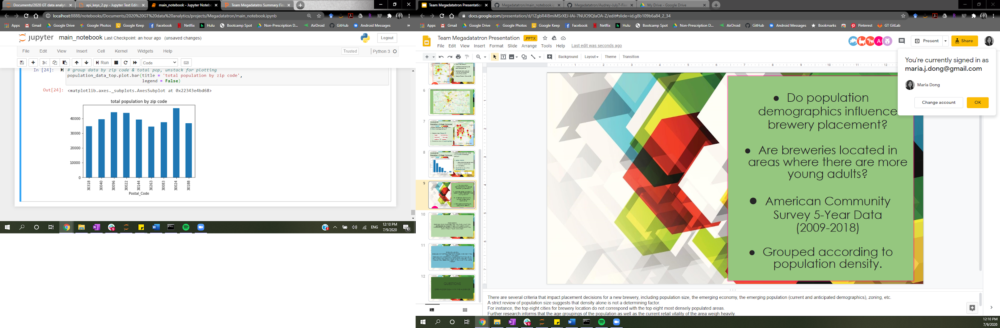 Documents/2020 GT data analyt
api_keys_2.py - Jupyter Text Edito
main_notebook - Jupyter Noteb
Team Megadatatro Summary Fin
localhost:8888/notebooks/Documents/2020%20GT%20data%20analytics/projects/Megadatatron/main_notebook.ipynb
Apps Gmail Google Drive Google Photos Google Keep Facebook Netflix Hulu Bootcamp Spot Non-Prescription D... AirDroid GitHub Android Messages »
jupyter main_notebook Last Checkpoint: an hour ago (unsaved changes)
Logout
File Edit View Insert Cell Kernel Widgets Help
Trusted Python 3
Run Code
In [24]: # group data by zip code & total pop, unstack for plotting
population_data_top.plot.bar(title = 'total population by zip code',
legend = False)
Out[24]: <matplotlib.axes._subplots.AxesSubplot at 0x22343e4bd68>
total population by zip code
40000
30000
20000
10000
0
30318 30040 30096 30022 30144 30263 30083 30024 30188
Postal_Code
ENG
12:10 PM
7/9/2020
10
Team Megadatatron Presentation
Megadatatron/main_notebook.ip
Megadatatron/Audrey-July7-Fixe
My Drive - Google Drive
docs.google.com/presentation/d/1ZgbR4I8miMSrXEJ-IAi-7NUO9QIaOA-Z/edit#slide=id.g8b109b6a84_2_34
Apps Gmail Google Drive Google Photos Google Keep Facebook Netflix Hulu Bootcamp Spot Non-Prescription D... AirDroid GitHub Android Messages Bookmarks Pinterest GT GitLab
Team Megadatatron Presentation .PPTX
File Edit View Insert Format Slide Arrange Tools Help Last edit was seconds ago
Present
Share
Background Layout Theme Transition
You're currently signed in as
maria.j.dong@gmail.com
Maria Dong
Change account OK
6
7
8
9
10
11
12
QUESTIONS
● Do population
demographics influence
brewery placement?
● Are breweries located in
areas where there are more
young adults?
● American Community
Survey 5-Year Data
(2009-2018)
● Grouped according to
population density.
There are several criteria that impact placement decisions for a new brewery, including population size, the emerging economy, the emerging population (current and anticipated demographics), zoning, etc.
A strict review of population size suggests that density alone is not a determining factor.
For instance, the top eight cities for brewery location do not correspond with the top eight most densely populated areas.
Further research informs that the age groupings of the population as well as the current retail vitality of the area weigh heavily.
12:10 PM
7/9/2020